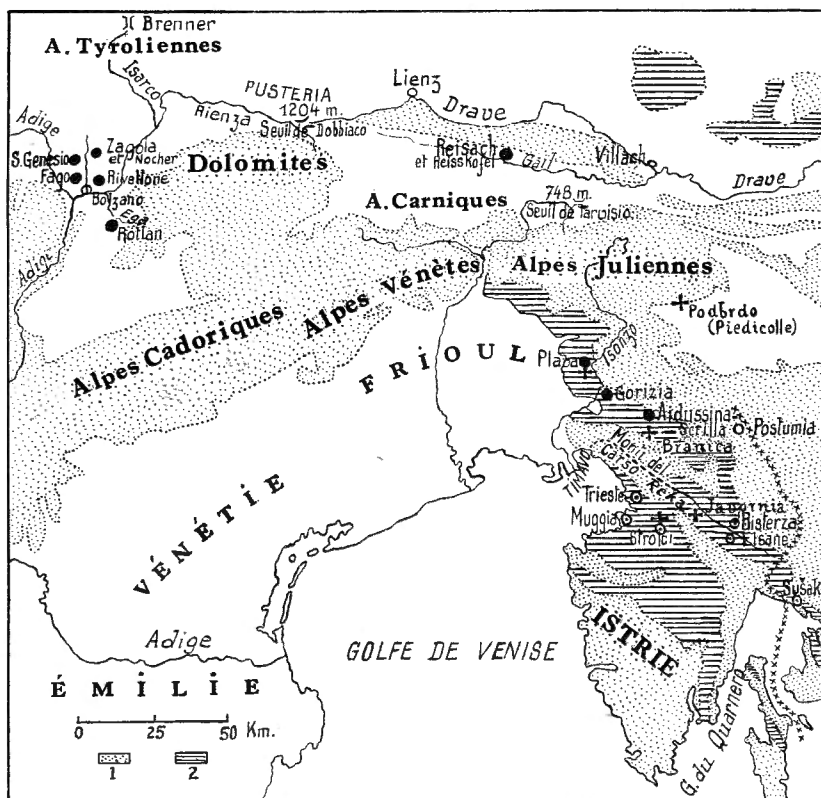 Brenner
A. Tyroliennes
Isarco
PUSTERIA
1204 m.
Rienza
Seuil de Dobbiaco
Lienz
Drave
Adige
S. Genesio
Zagola
et Nocher
Fago
Bolzano
Ega
Adige
Dolomites
Reisach
et Reisskofel
Gail
Villach
Drave
A. Carniques
748 m.
Seuil de Tarvisio
Alpes Juliennes
Alpes Vénètes
Alpes Cadoriques
Podbrdo
(Piedicolle)
FRIOUL
Plava
Isonzo
Gorizia
Aidussina
Scrilla
Branica
Postumia
Mont del
Carso
Reka
TIMAVO
Trieste
Muggia
Javornia
Bisterza
Elsane
Sušak
VÉNÉTIE
ISTRIE
Adige
GOLFE DE VENISE
G. du Quarnero
ÉMILIE
0 25 50 Km.
1 2